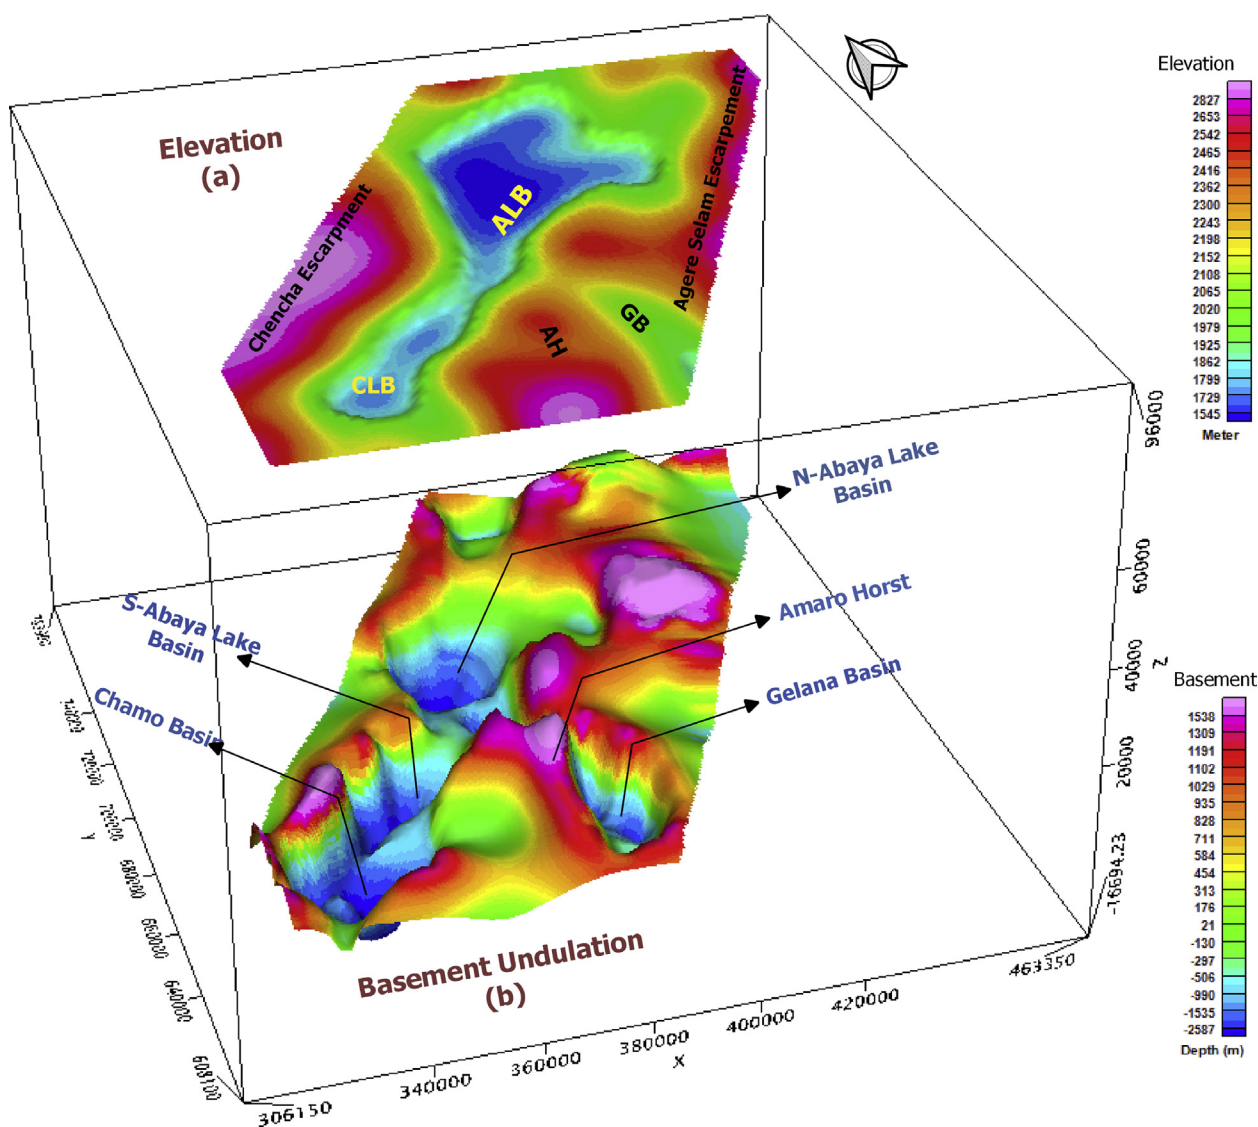 Elevation
(a)
Chencha Escarpment
ALB
CLB
AH
GB
Agere Selam Escarpement
Elevation
2827
2653
2542
2465
2416
2362
2300
2243
2198
2152
2108
2065
2020
1979
1925
1862
1799
1729
1545
Meter
N-Abaya Lake
Basin
S-Abaya Lake
Basin
Chamo Basin
Amaro Horst
Gelana Basin
Basement Undulation
(b)
Basement
1538
1309
1191
1102
1029
935
828
711
584
454
313
176
21
-130
-297
-506
-990
-1535
-2587
Depth (m)
96000
60000
40000
Z
20000
-16694.23
306150
340000
360000
380000
X
400000
420000
463350
Y
680000
660000
640000
608100